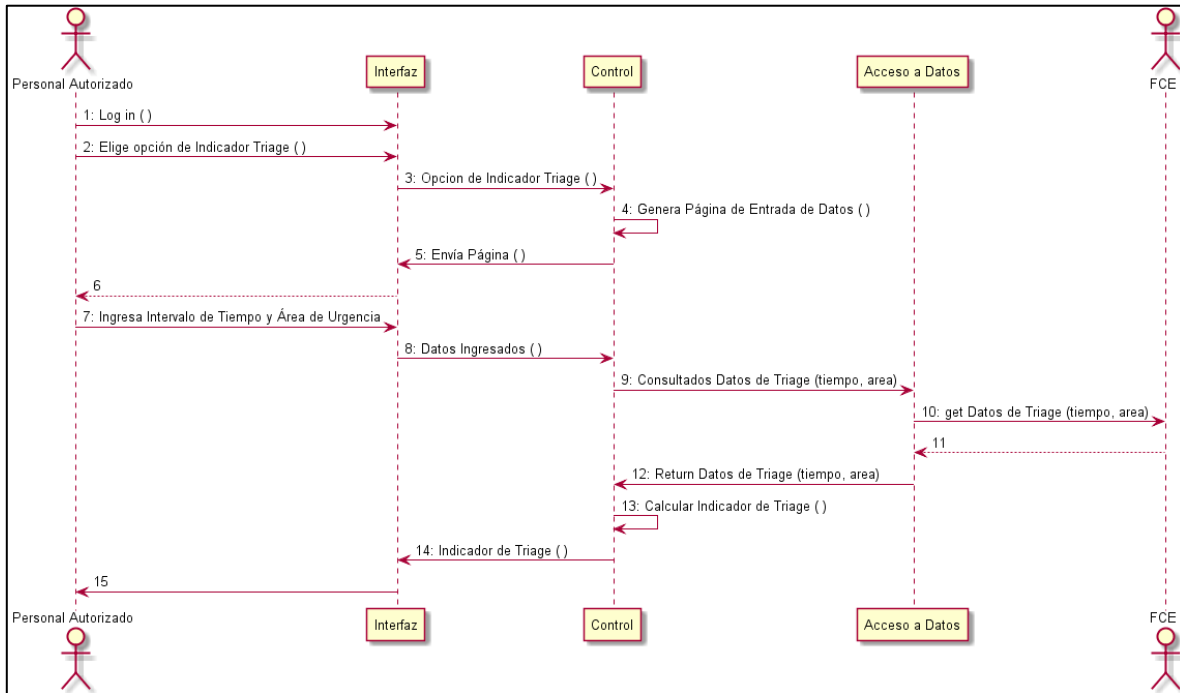 Personal Autorizado
Interfaz
Control
Acceso a Datos
FCE
1: Log in ( )
2: Elige opción de Indicador Triage ( )
3: Opcion de Indicador Triage ( )
4: Genera Página de Entrada de Datos ( )
5: Envía Página ( )
6
7: Ingresa Intervalo de Tiempo y Área de Urgencia
8: Datos Ingresados ( )
9: Consultados Datos de Triage (tiempo, area)
10: get Datos de Triage (tiempo, area)
11
12: Return Datos de Triage (tiempo, area)
13: Calcular Indicador de Triage ( )
14: Indicador de Triage ( )
15
Personal Autorizado
Interfaz
Control
Acceso a Datos
FCE